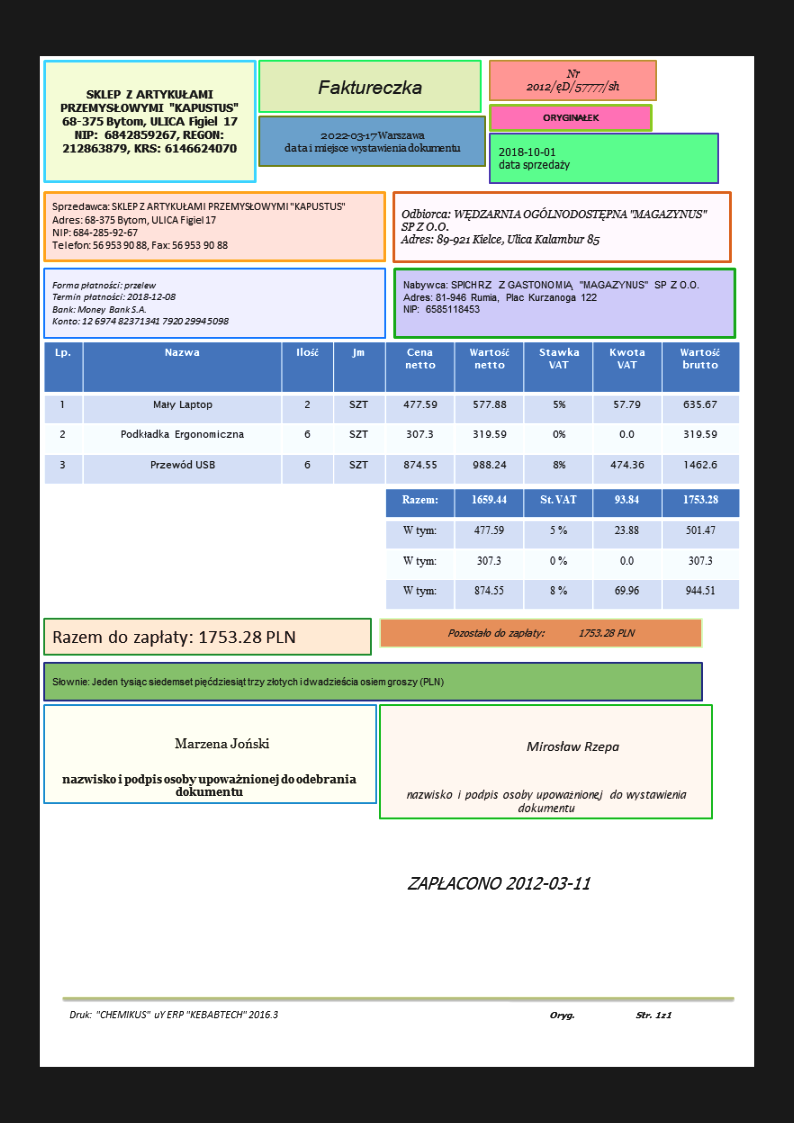 SKLEP Z ARTYKUŁAMI
PRZEMYSŁOWYMI "KAPUSTUS"
68-375 Bytom, ULICA Figiel 17
NIP: 6842859267, REGON:
212863879, KRS: 6146624070
Faktureczka
2022-03-17 Warszawa
data i miejsce wystawienia dokumentu
Nr
2012/ęD/57777/sh
ORYGINAŁEK
2018-10-01
data sprzedaży
Sprzedawca: SKLEP Z ARTYKUŁAMI PRZEMYSŁOWYMI "KAPUSTUS"
Adres: 68-375 Bytom, ULICA Figiel 17
NIP: 684-285-92-67
Telefon: 56 953 90 88, Fax: 56 953 90 88
Odbiorca: WĘDZARNIA OGÓLNODOSTĘPNA "MAGAZYNUS"
SP Z O.O.
Adres: 89-921 Kielce, Ulica Kalambur 85
Forma płatności: przelew
Termin płatności: 2018-12-08
Bank: Money Bank S.A.
Konto: 12 6974 8237 1341 7920 2994 5098
Nabywca: SPICHRZ Z GASTONOMIĄ "MAGAZYNUS" SP Z O.O.
Adres: 81-946 Rumia, Plac Kurzanoga 122
NIP: 6585118453
Lp. Nazwa Ilość Jm Cena netto Wartość netto Stawka VAT Kwota VAT Wartość brutto
1 Mały Laptop 2 SZT 477.59 577.88 5% 57.79 635.67
2 Podkładka Ergonomiczna 6 SZT 307.3 319.59 0% 0.0 319.59
3 Przewód USB 6 SZT 874.55 988.24 8% 474.36 1462.6
Razem: 1659.44 St.VAT 93.84 1753.28
W tym: 477.59 5 % 23.88 501.47
W tym: 307.3 0 % 0.0 307.3
W tym: 874.55 8 % 69.96 944.51
Razem do zapłaty: 1753.28 PLN
Pozostało do zapłaty: 1753.28 PLN
Słownie: Jeden tysiąc siedemset pięćdziesiąt trzy złotych i dwadzieścia osiem groszy (PLN)
Marzena Joński
nazwisko i podpis osoby upoważnionej do odebrania
dokumentu
Mirosław Rzepa
nazwisko i podpis osoby upoważnionej do wystawienia
dokumentu
ZAPŁACONO 2012-03-11
Druk: "CHEMIKUS" uY ERP "KEBABTECH" 2016.3 Oryg. Str. 1z1